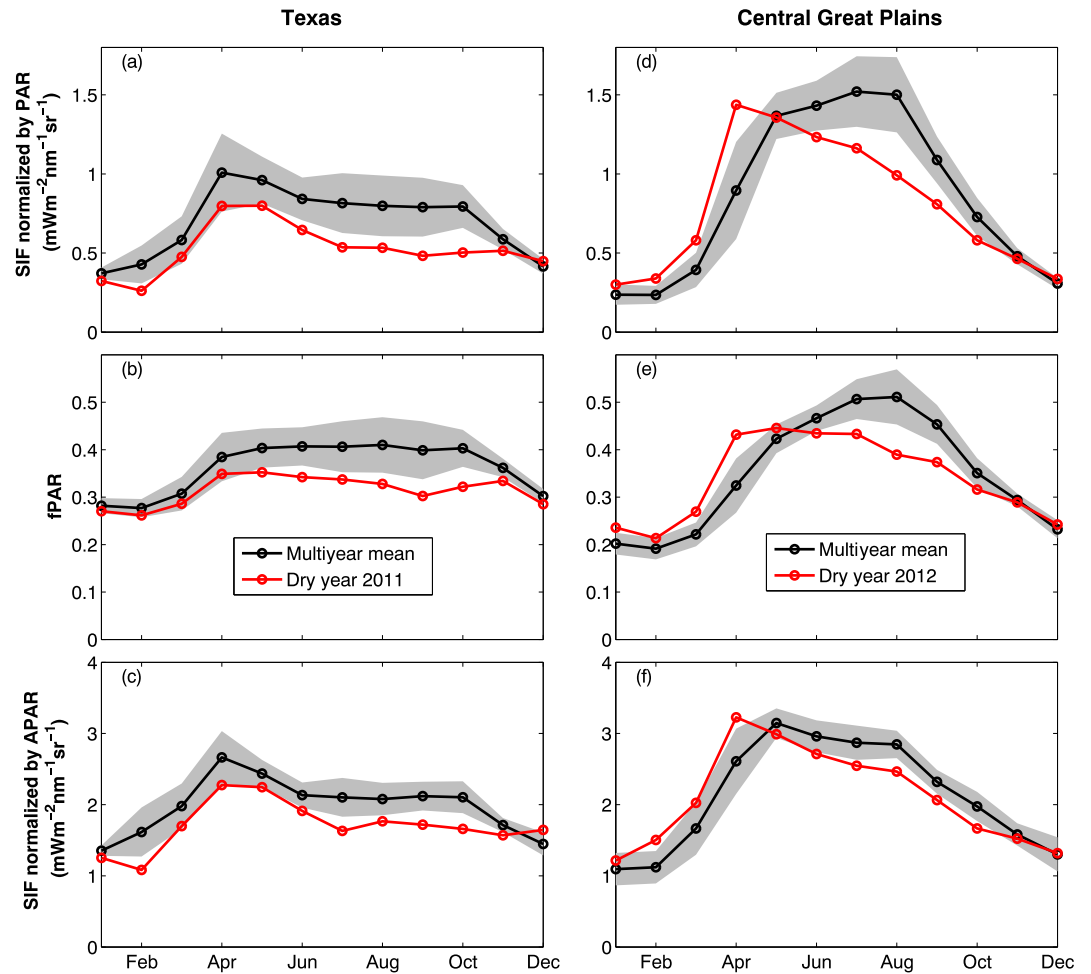 Texas
Central Great Plains
(a)
SIF normalized by PAR
(mWm−2nm−1sr−1)
1.5
1
0.5
0
(d)
1.5
1
0.5
0
(b)
fPAR
0.5
0.4
0.3
0.2
0.1
0
Multiyear mean
Dry year 2011
(e)
0.5
0.4
0.3
0.2
0.1
0
Multiyear mean
Dry year 2012
(c)
SIF normalized by APAR
(mWm−2nm−1sr−1)
4
3
2
1
0
Feb Apr Jun Aug Oct Dec
(f)
4
3
2
1
0
Feb Apr Jun Aug Oct Dec